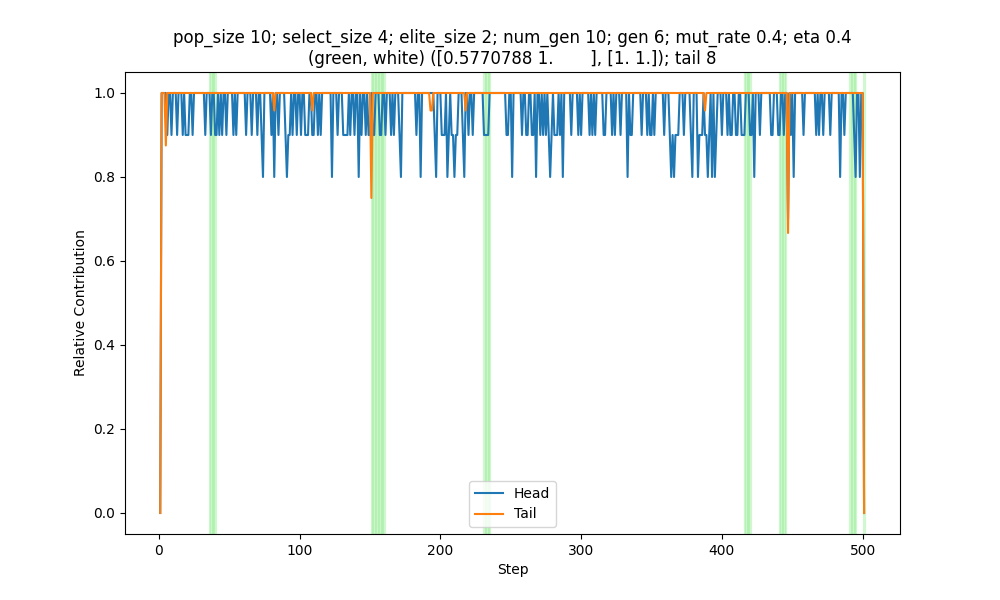 pop_size 10; select_size 4; elite_size 2; num_gen 10; gen 6; mut_rate 0.4; eta 0.4
(green, white) ([0.5770788 1.        ], [1. 1.]); tail 8
1.0
0.8
0.6
0.4
0.2
0.0
Relative Contribution
Head
Tail
0
100
200
300
400
500
Step